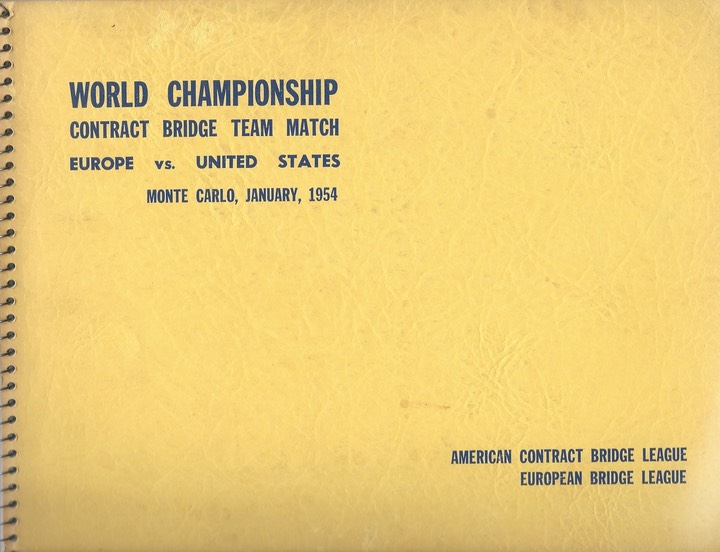 WORLD CHAMPIONSHIP
CONTRACT BRIDGE TEAM MATCH
EUROPE vs. UNITED STATES
MONTE CARLO, JANUARY, 1954
AMERICAN CONTRACT BRIDGE LEAGUE
EUROPEAN BRIDGE LEAGUE